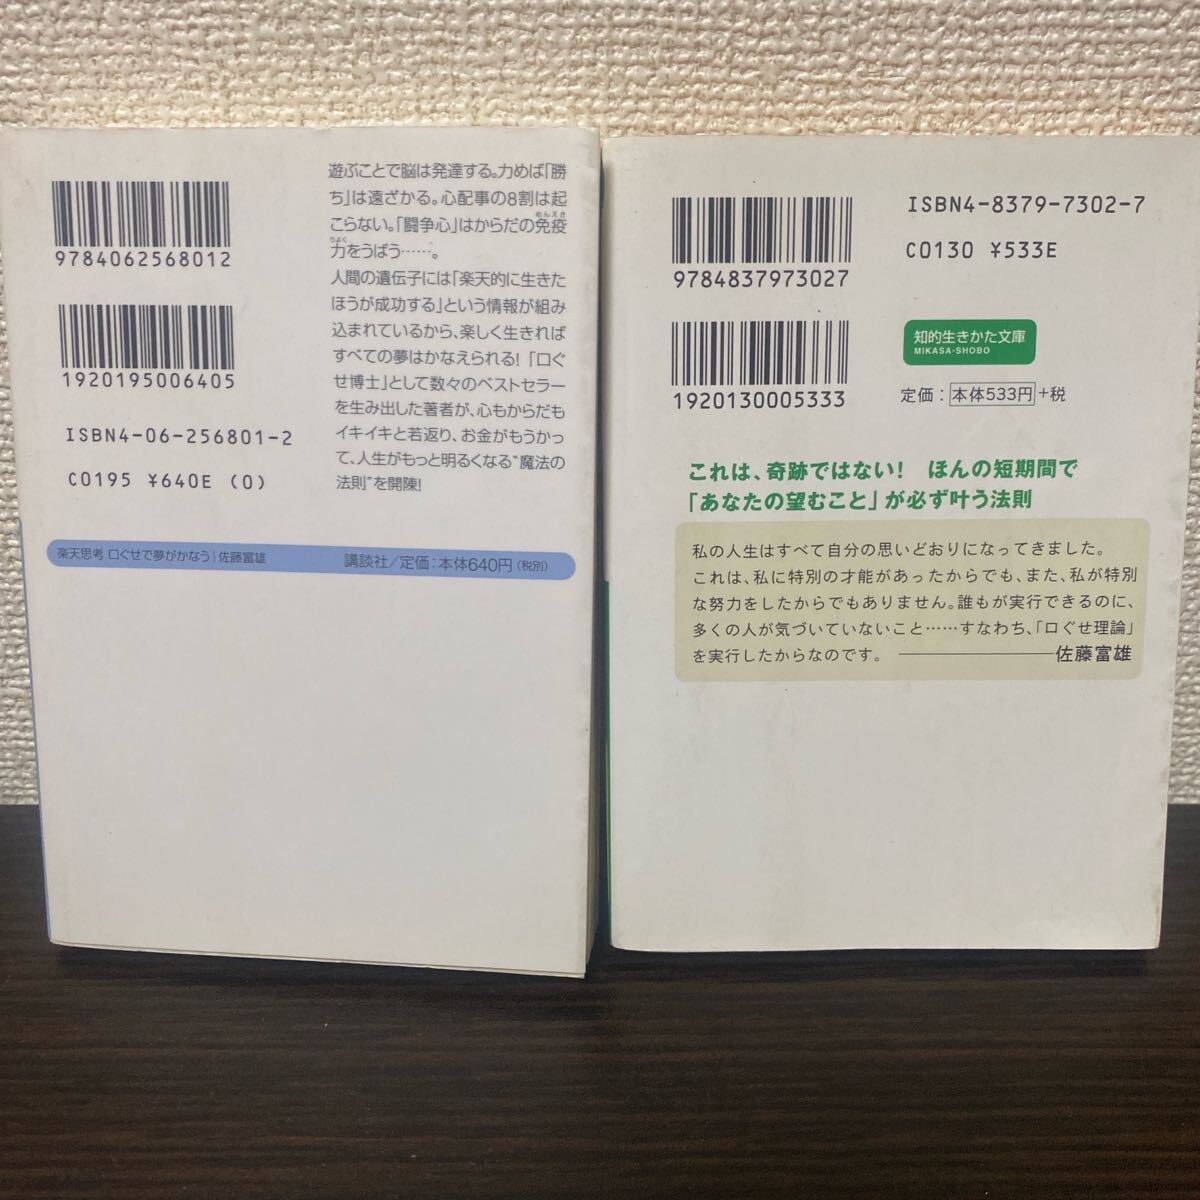 9784062568012
1920195006405
ISBN4-06-256801-2
C0195 ¥640E (0)
遊ぶことで脳は発達する。力めば「勝
ち」は遠ざかる。心配事の8割は起
こらない。「闘争心」はからだの免疫
めんえき
力をうばう……。
りょく
人間の遺伝子には「楽天的に生きた
ほうが成功する」という情報が組み
込まれているから、楽しく生きれば
すべての夢はかなえられる!「口ぐ
せ博士」として数々のベストセラー
を生み出した著者が、心もからだも
イキイキと若返り、お金がもうかっ
て、人生がもっと明るくなる“魔法の
法則”を開陳!
楽天思考 口ぐせで夢がかなう|佐藤富雄 講談社/定価:本体640円(税別)
9784837973027
1920130005333
ISBN4-8379-7302-7
C0130 ¥533E
知的生きかた文庫
MIKASA-SHOBO
定価:本体533円+税
これは、奇跡ではない! ほんの短期間で
「あなたの望むこと」が必ず叶う法則
私の人生はすべて自分の思いどおりになってきました。
これは、私に特別の才能があったからでも、また、私が特別
な努力をしたからでもありません。誰もが実行できるのに、
多くの人が気づいていないこと……すなわち、「口ぐせ理論」
を実行したからなのです。 ―――佐藤富雄